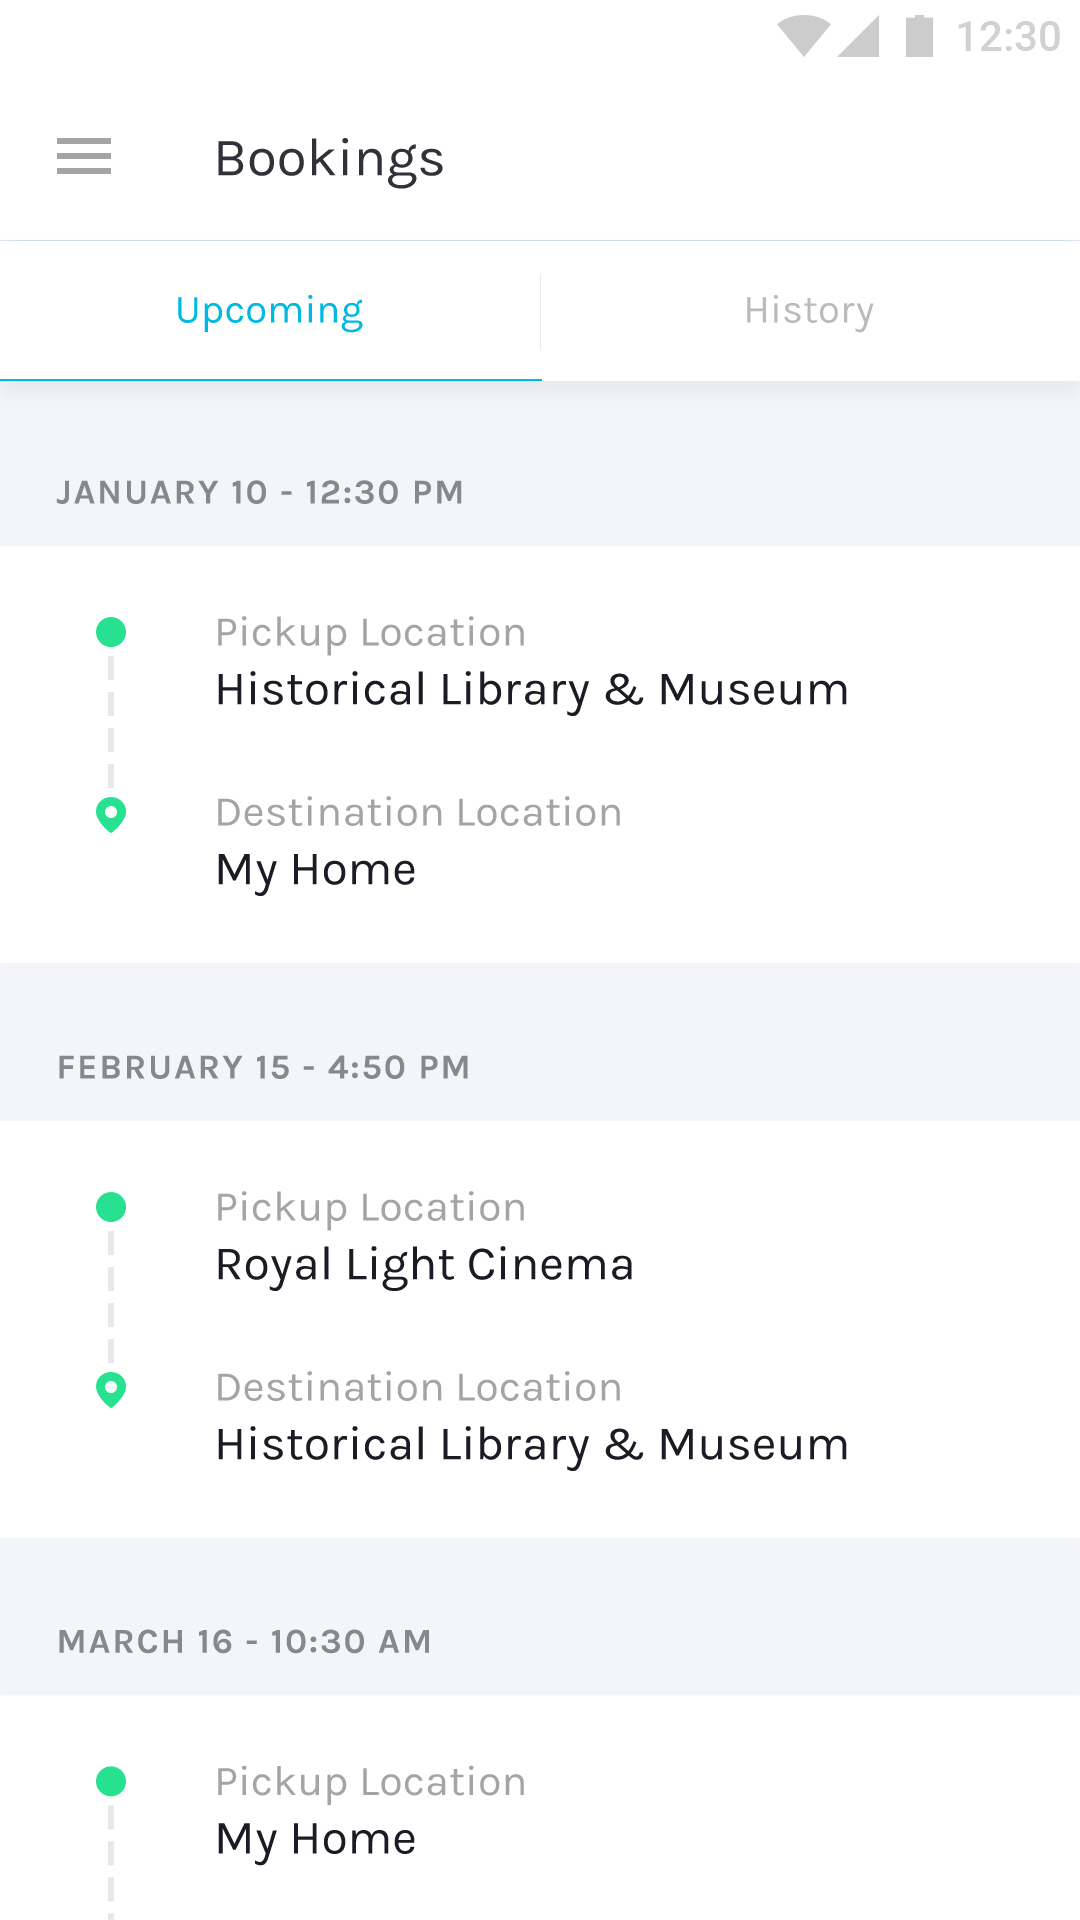 12:30
Bookings
Upcoming
History
JANUARY 10 - 12:30 PM
Pickup Location
Historical Library & Museum
Destination Location
My Home
FEBRUARY 15 - 4:50 PM
Pickup Location
Royal Light Cinema
Destination Location
Historical Library & Museum
MARCH 16 - 10:30 AM
Pickup Location
My Home